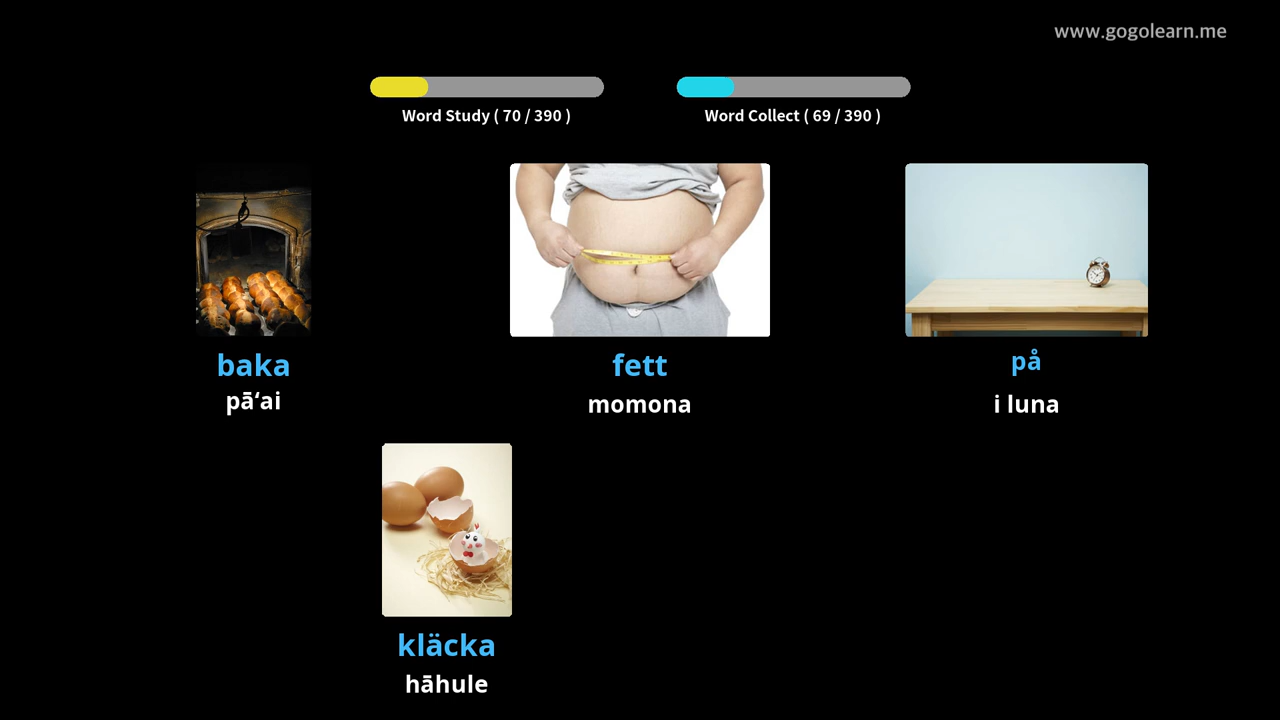 www.gogolearn.me
Word Study ( 70 / 390 )
Word Collect ( 69 / 390 )
baka
pāʻai
fett
momona
på
i luna
kläcka
hāhule